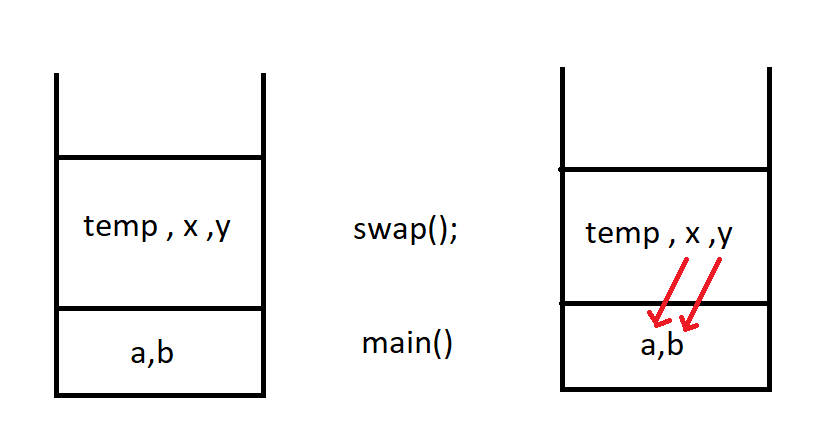 temp , x ,y
swap();
temp , x ,y
a,b
main()
a,b